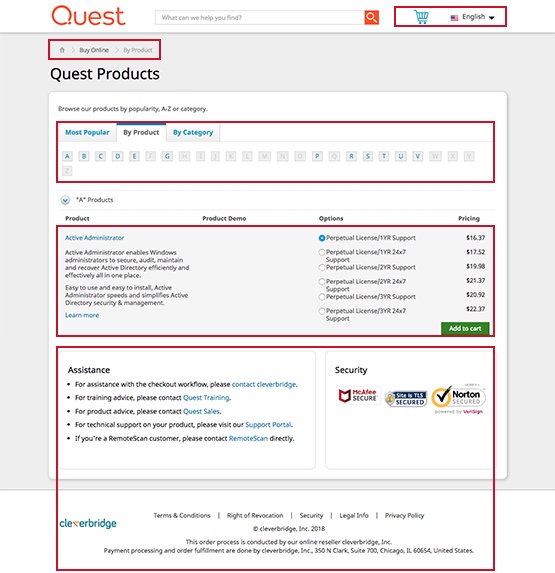 Quest
What can we help you find?
English
Buy Online
By Product
Quest Products
Browse our products by popularity, A-Z or category.
Most Popular By Product By Category
A B C D E F G H I J K L M N O P Q R S T U V W X Y
Z
"A" Products
Product Product Demo Options Pricing
Active Administrator
Active Administrator enables Windows
administrators to secure, audit, maintain
and recover Active Directory efficiently and
effectively all in one place.
Easy to use and easy to install, Active
Administrator speeds and simplifies Active
Directory security & management.
Learn more
Perpetual License/1YR Support $16.37
Perpetual License/1YR 24x7
Support $17.52
Perpetual License/2YR Support $19.98
Perpetual License/2YR 24x7
Support $21.37
Perpetual License/3YR Support $20.92
Perpetual License/3YR 24x7
Support $22.37
Add to cart
Assistance
• For assistance with the checkout workflow, please contact cleverbridge.
• For training advice, please contact Quest Training.
• For product advice, please contact Quest Sales.
• For technical support on your product, please visit our Support Portal.
• If you're a RemoteScan customer, please contact RemoteScan directly.
Security
McAfee
SECURE
Site is TLS
SECURED
Norton
SECURED
powered by VeriSign
cleverbridge
Terms & Conditions | Right of Revocation | Security | Legal Info | Privacy Policy
© cleverbridge, Inc. 2018
This order process is conducted by our online reseller cleverbridge, Inc.
Payment processing and order fulfillment are done by cleverbridge, Inc., 350 N Clark, Suite 700, Chicago, IL 60654, United States.